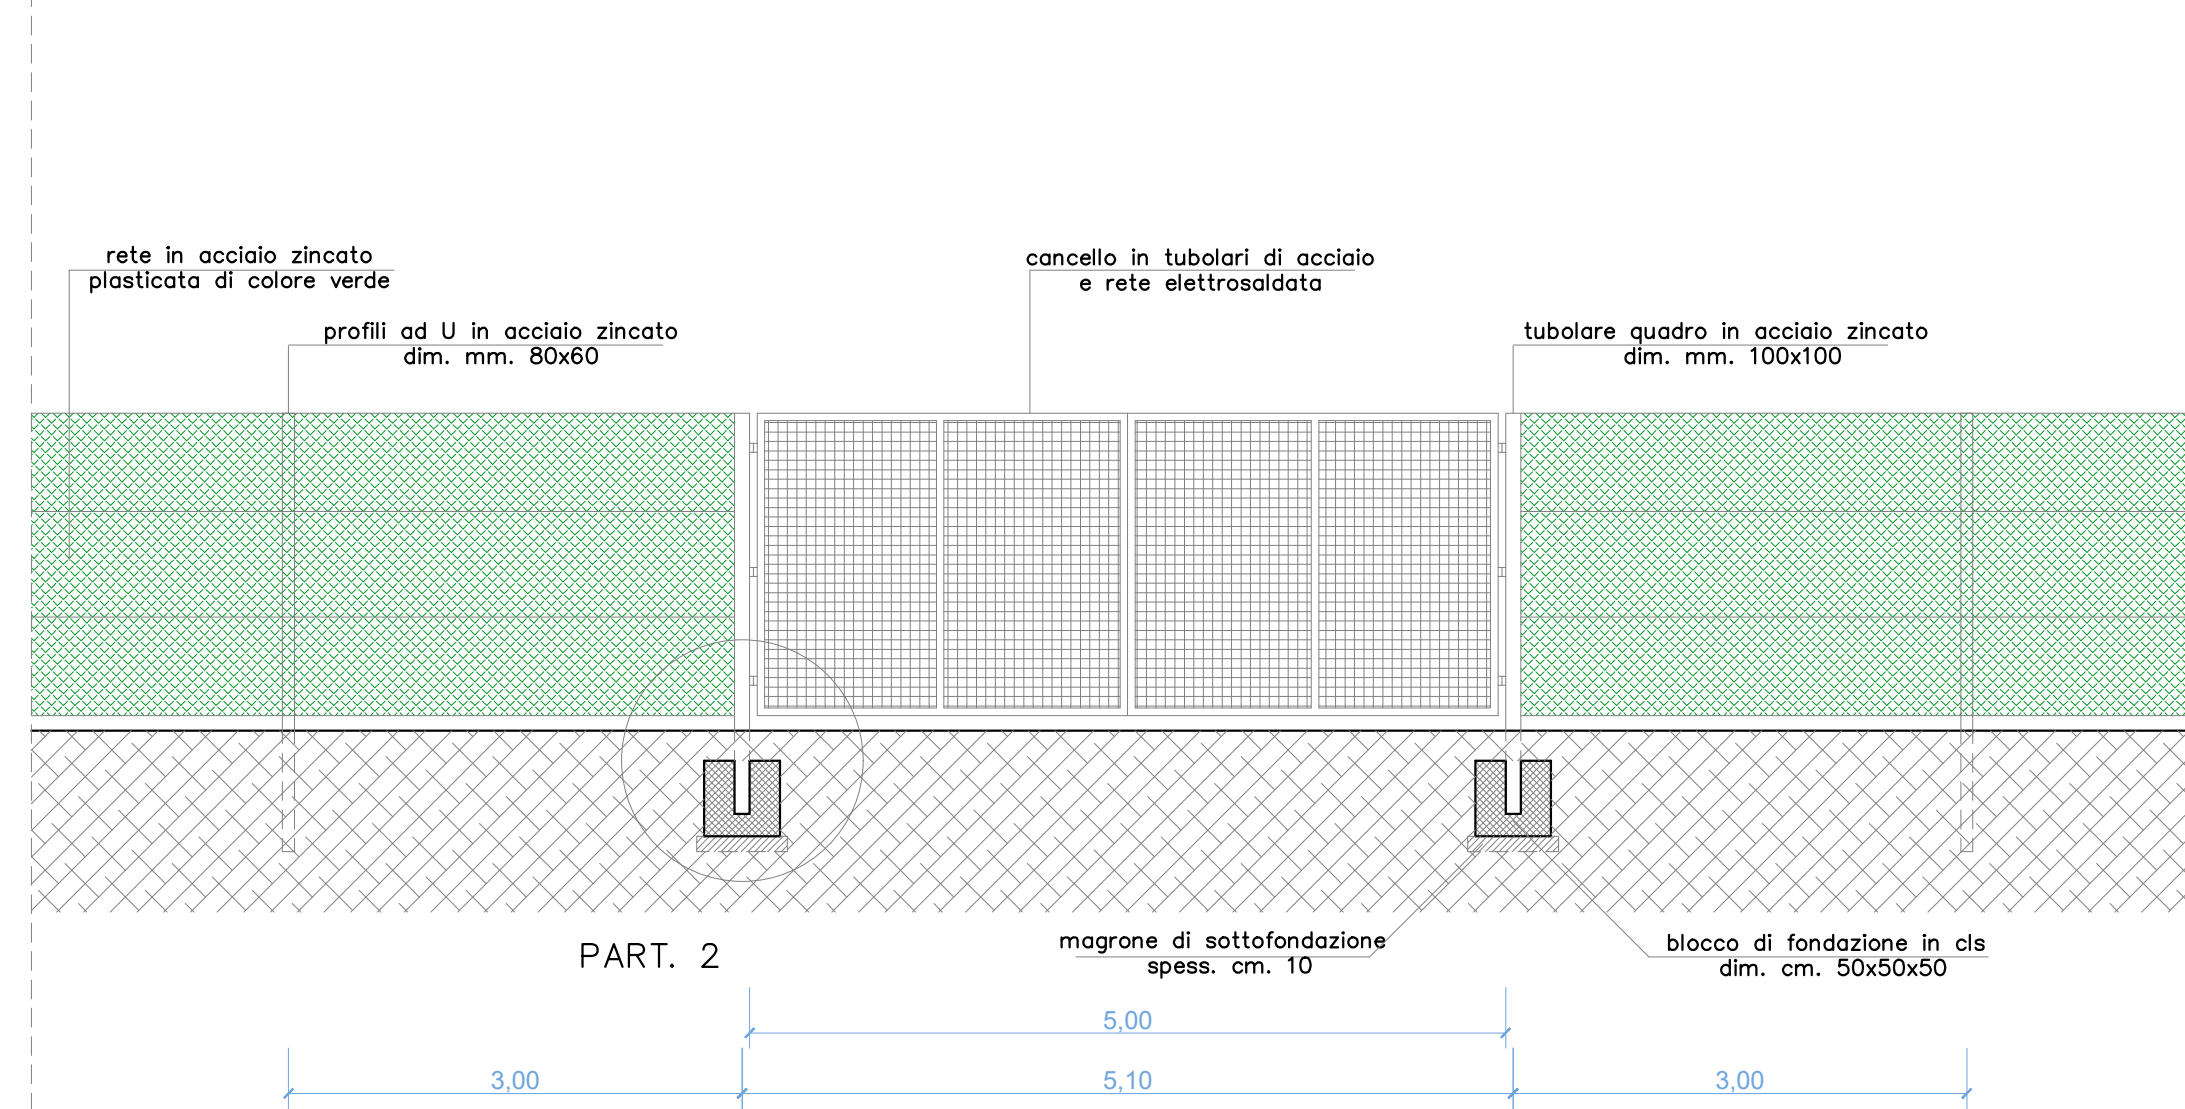 rete in acciaio zincato
plasticata di colore verde
cancello in tubolari di acciaio
e rete elettrosaldata
profili ad U in acciaio zincato
dim. mm. 80x60
tubolare quadro in acciaio zincato
dim. mm. 100x100
PART. 2
magrone di sottofondazione
spess. cm. 10
blocco di fondazione in cls
dim. cm. 50x50x50
5,00
3,00
5,10
3,00